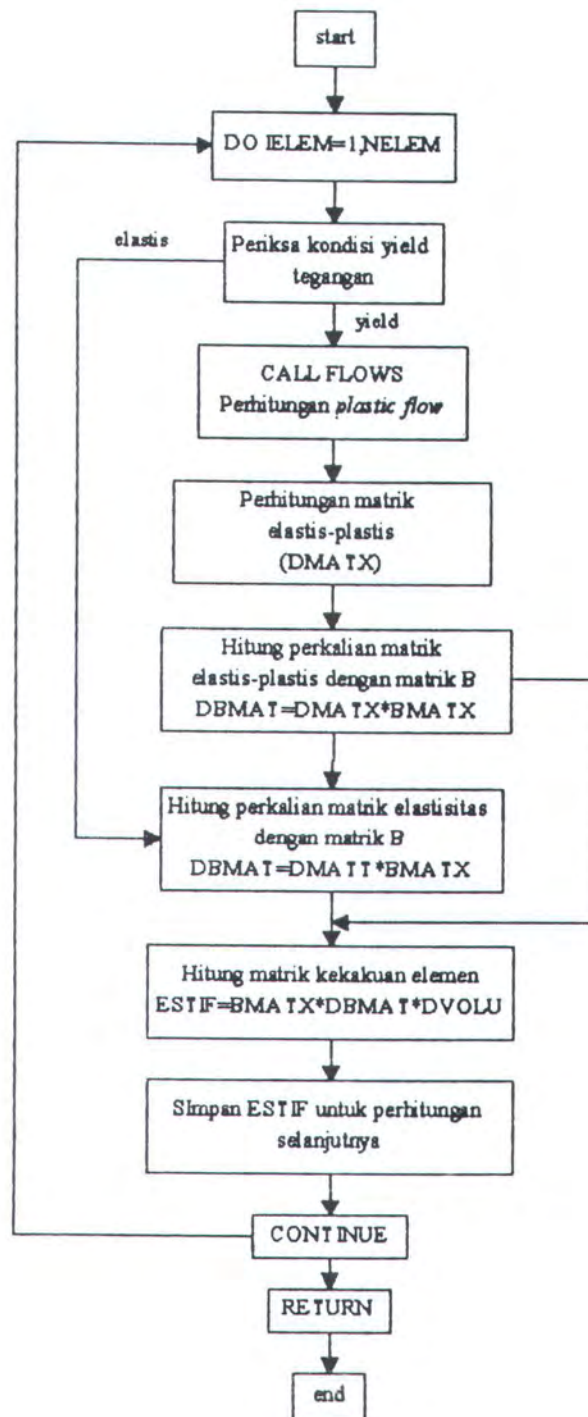 start
DO IELEM=1,NELEM
elastis
Periksa kondisi yield
tegangan
yield
CALL FLOWS
Perhitungan plastic flow
Perhitungan matrik
elastis-plastis
(DMATX)
Hitung perkalian matrik
elastis-plastis dengan matrik B
DBMAT=DMATX*BMATX
Hitung perkalian matrik elastisitas
dengan matrik B
DBMAT=DMATT*BMATX
Hitung matrik kekakuan elemen
ESTIF=BMATX*DBMAT*DVOLU
SImpan ESTIF untuk perhitungan
selanjutnya
CONTINUE
RETURN
end